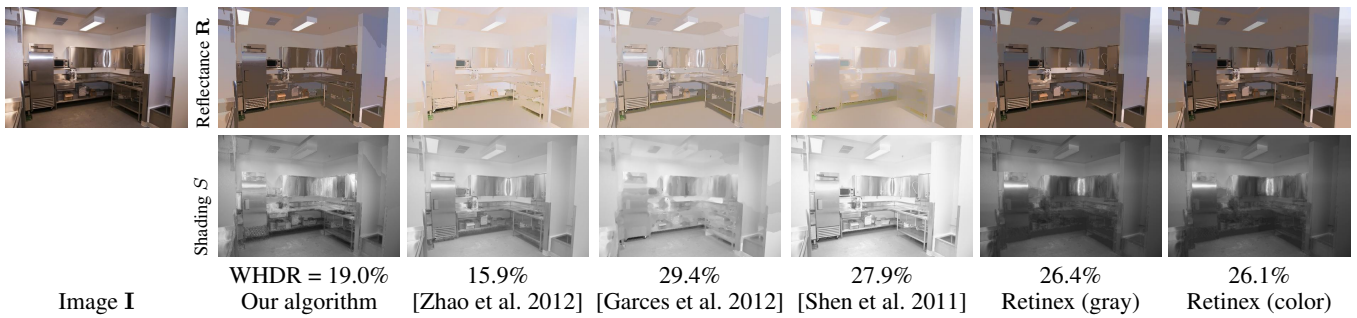 Reflectance R
Shading S
WHDR = 19.0% 15.9% 29.4% 27.9% 26.4% 26.1%
Image I Our algorithm [Zhao et al. 2012] [Garces et al. 2012] [Shen et al. 2011] Retinex (gray) Retinex (color)